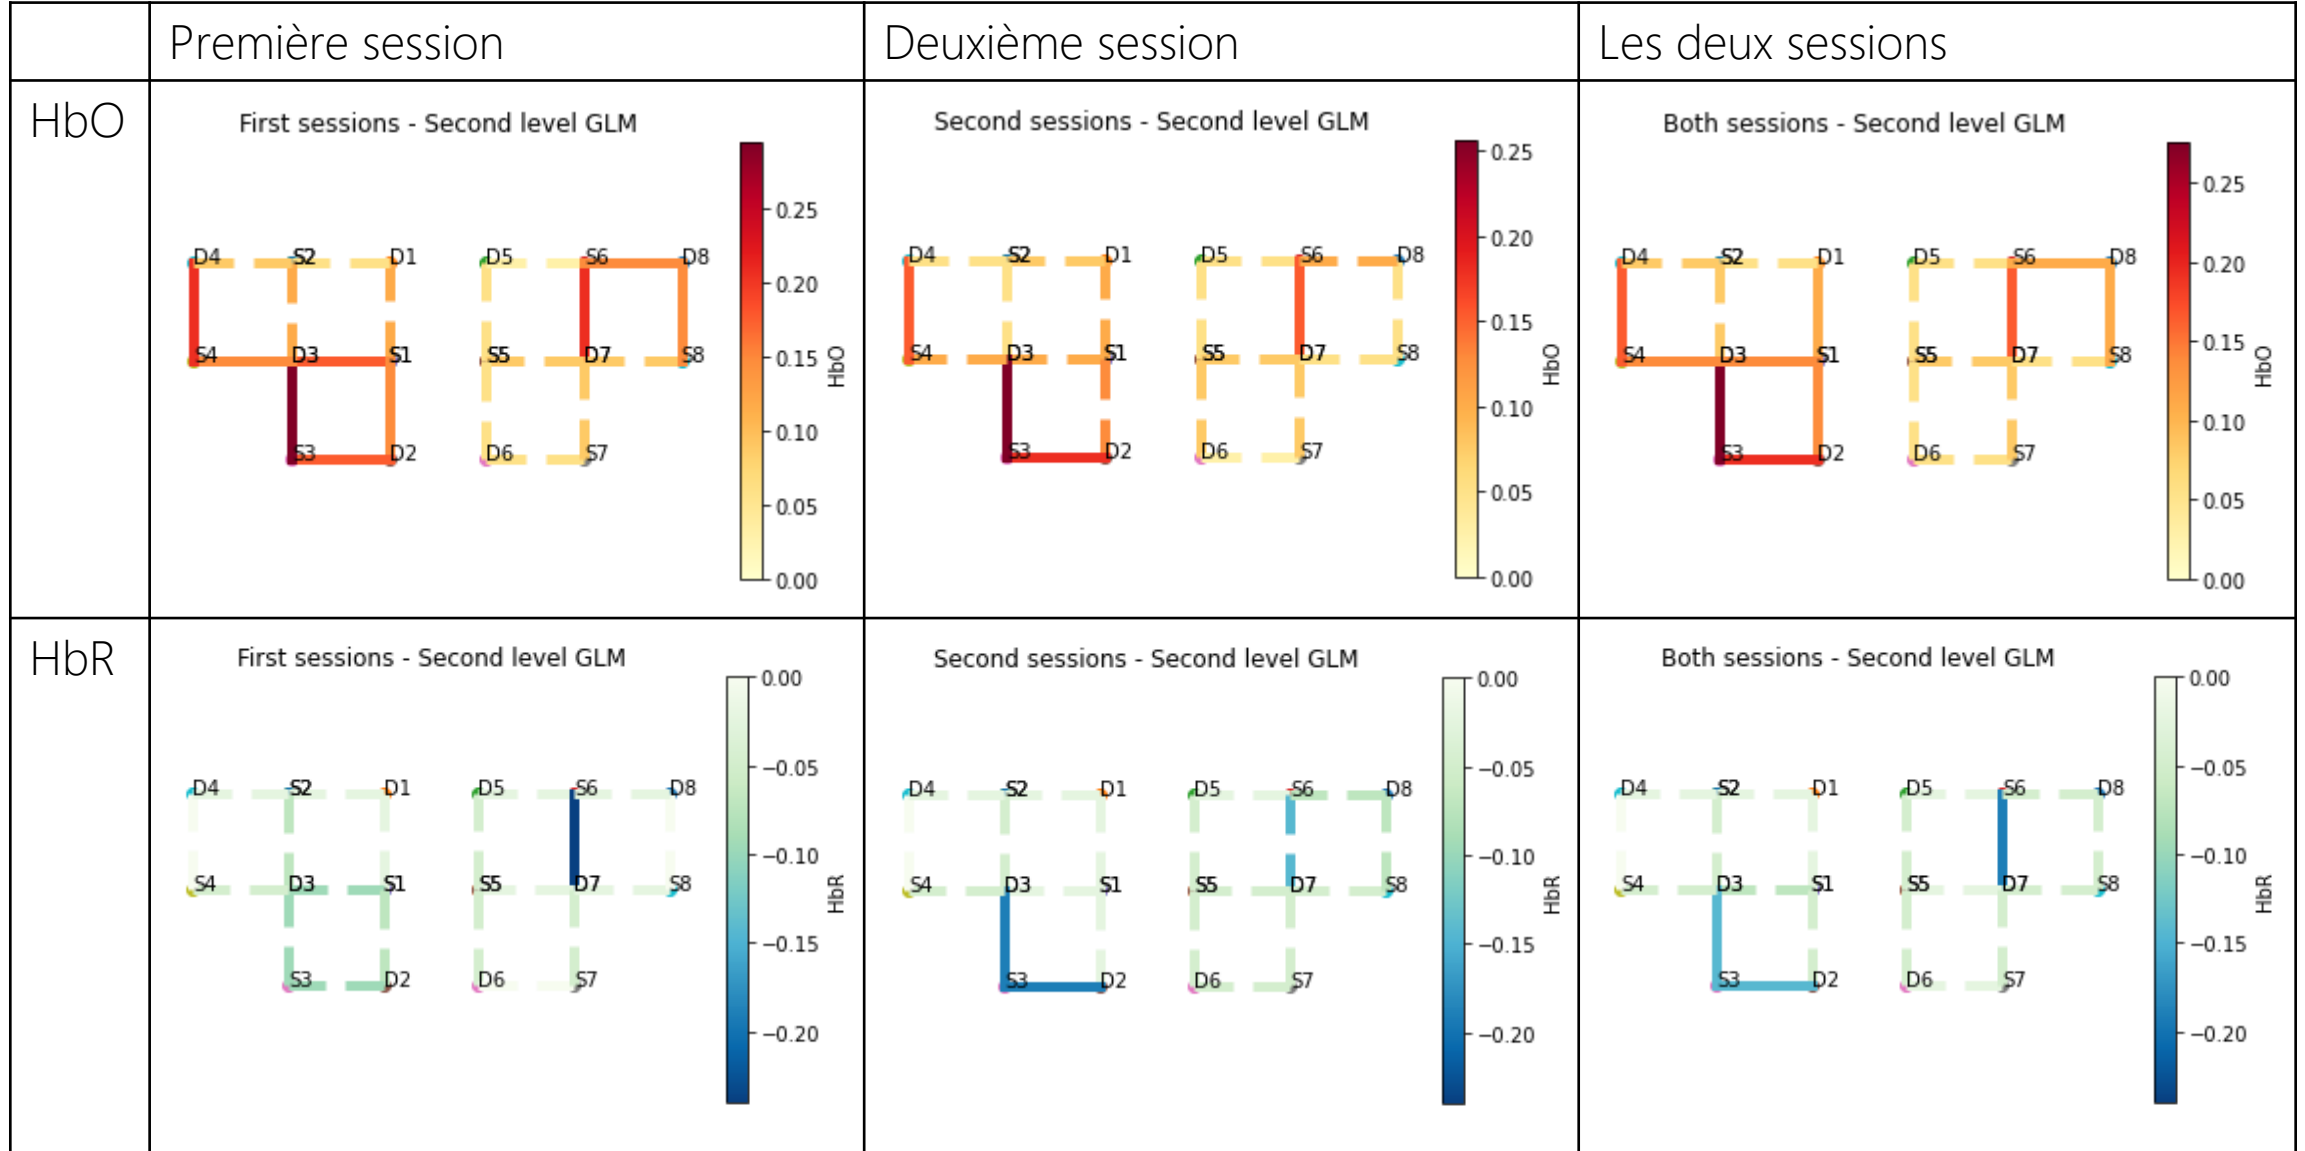 Première session
Deuxième session
Les deux sessions
HbO
First sessions - Second level GLM
D4 S2 D1 D5 S6 D8
S4 D3 S1 S5 D7 S8
S3 D2 D6 S7
0.25
0.20
0.15
0.10
0.05
0.00
HbO
Second sessions - Second level GLM
D4 S2 D1 D5 S6 D8
S4 D3 S1 S5 D7 S8
S3 D2 D6 S7
0.25
0.20
0.15
0.10
0.05
0.00
HbO
Both sessions - Second level GLM
D4 S2 D1 D5 S6 D8
S4 D3 S1 S5 D7 S8
S3 D2 D6 S7
0.25
0.20
0.15
0.10
0.05
0.00
HbO
HbR
First sessions - Second level GLM
D4 S2 D1 D5 S6 D8
S4 D3 S1 S5 D7 S8
S3 D2 D6 S7
0.00
−0.05
−0.10
−0.15
−0.20
HbR
Second sessions - Second level GLM
D4 S2 D1 D5 S6 D8
S4 D3 S1 S5 D7 S8
S3 D2 D6 S7
0.00
−0.05
−0.10
−0.15
−0.20
HbR
Both sessions - Second level GLM
D4 S2 D1 D5 S6 D8
S4 D3 S1 S5 D7 S8
S3 D2 D6 S7
0.00
−0.05
−0.10
−0.15
−0.20
HbR